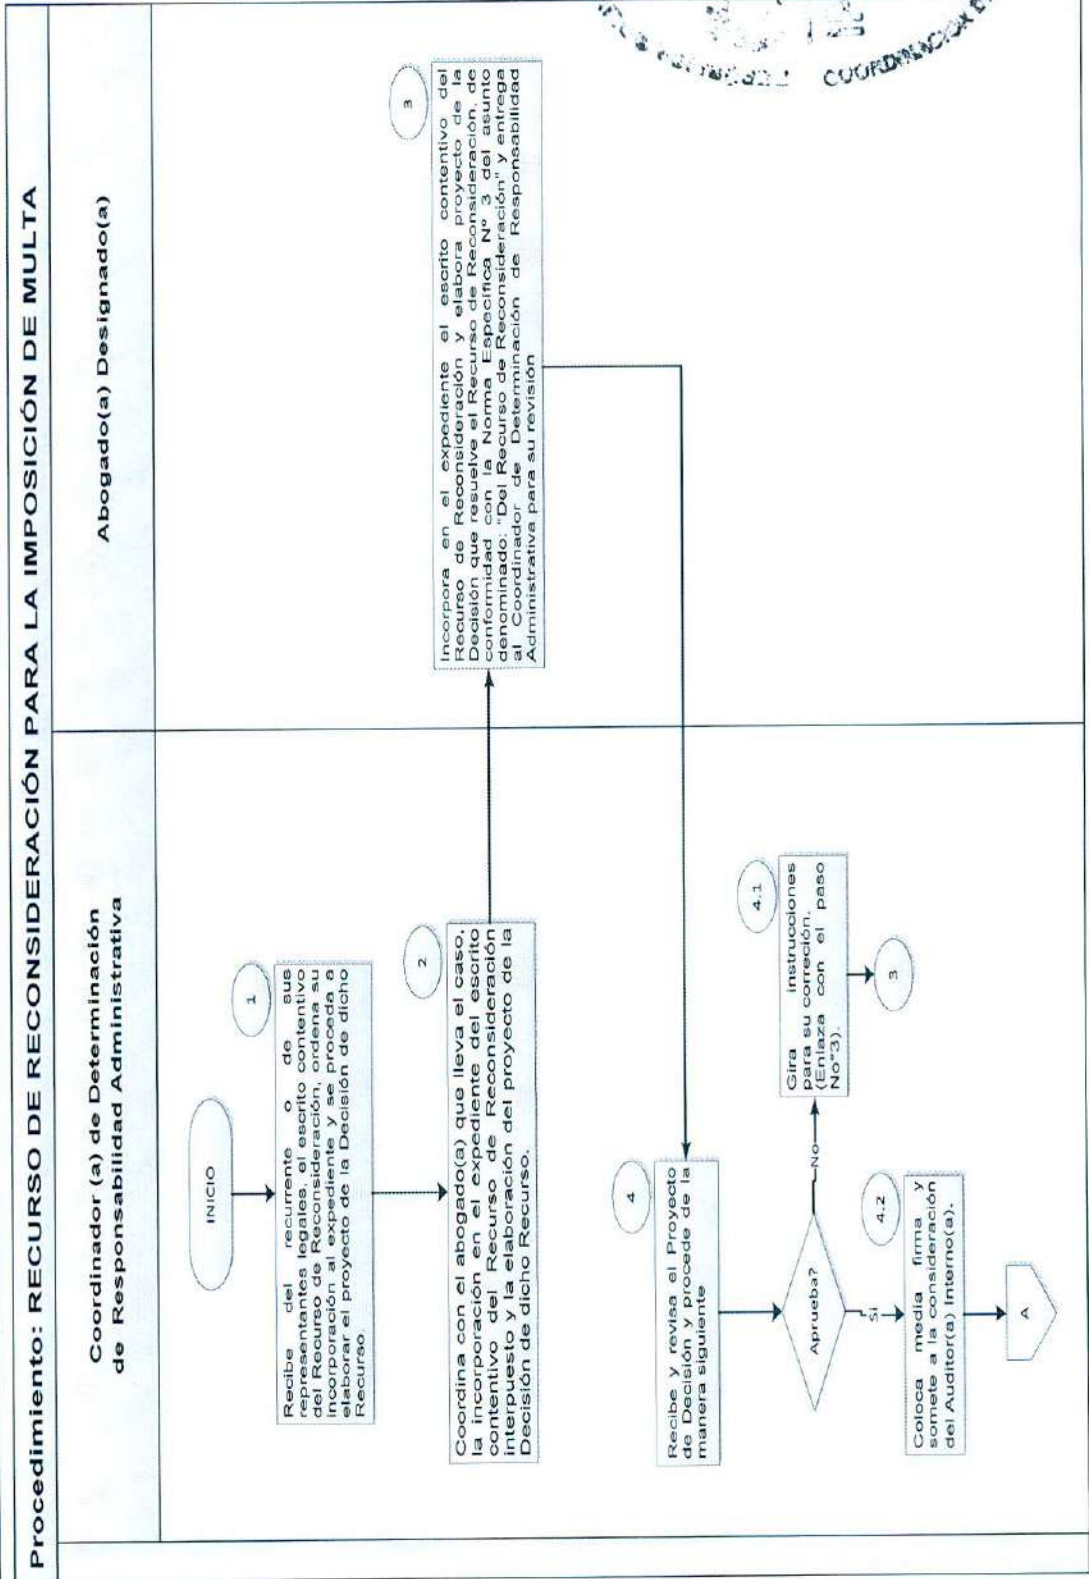 Procedimiento: RECURSO DE RECONSIDERACIÓN PARA LA IMPOSICIÓN DE MULTA
Coordinador (a) de Determinación
de Responsabilidad Administrativa
Abogado(a) Designado(a)
INICIO
1
Recibe del recurrente o de sus
representantes legales, el escrito contentivo
del Recurso de Reconsideración, ordena su
incorporación al expediente y se proceda a
elaborar el proyecto de la Decisión de dicho
Recurso.
2
Coordina con el abogado(a) que lleva el caso,
la incorporación en el expediente del escrito
contentivo del Recurso de Reconsideración
interpuesto y la elaboración del proyecto de la
Decisión de dicho Recurso.
3
Incorpora en el expediente el escrito contentivo del
Recurso de Reconsideración y elabora proyecto de la
Decisión que resuelve el Recurso de Reconsideración, de
conformidad con la Norma Específica Nº 3 del asunto
denominado: "Del Recurso de Reconsideración" y entrega
al Coordinador de Determinación de Responsabilidad
Administrativa para su revisión
4
Recibe y revisa el Proyecto
de Decisión y procede de la
manera siguiente
Aprueba?
No
4.1
Gira instrucciones
para su correción.
(Enlaza con el paso
No°3).
3
Si
4.2
Coloca media firma y
somete a la consideración
del Auditor(a) Interno(a).
A
COORDINACIÓN